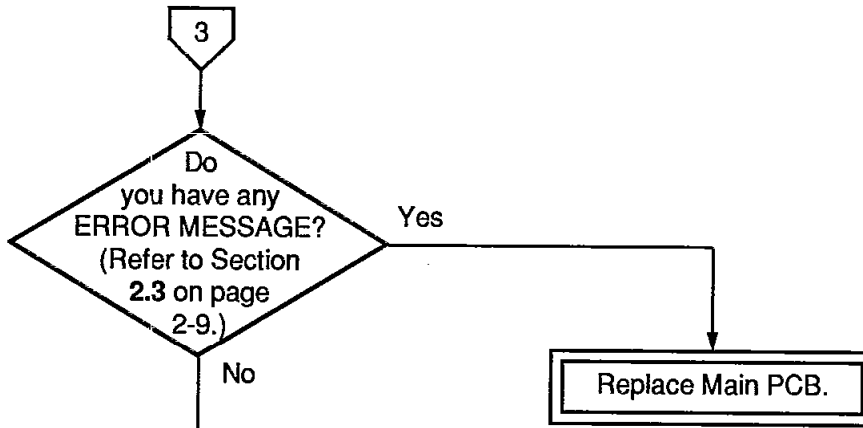 3
Do
you have any
ERROR MESSAGE?
(Refer to Section
2.3 on page
2-9.)
Yes
No
Replace Main PCB.